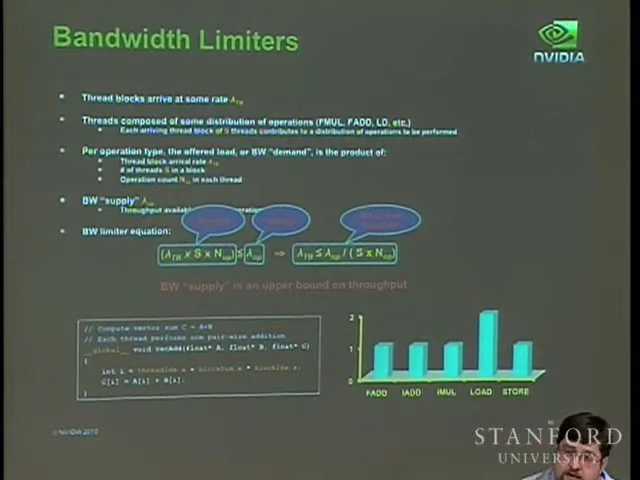 Bandwidth Limiters
NVIDIA
Thread blocks arrive at some rate λTB
Threads composed of some distribution of operations (FMUL, FADD, LD, etc.)
Each arriving thread block of S threads contributes to a distribution of operations to be performed
Per operation type, the offered load, or BW "demand", is the product of:
Thread block arrival rate λTB
# of threads S in a block
Operation count Nop in each thread
BW "supply" λop
Throughput
BW limiter equation:
(λTB x S x Nop) ≤ λop ⇒ λTB ≤ λop / (S x Nop)
BW "supply" is an upper bound on throughput
// Compute vector sum C = A+B
// Each thread performs one pair-wise addition
__global__ void vecAdd(float* A, float* B, float* C)
{
int i = threadIdx.x + blockDim.x * blockIdx.x;
C[i] = A[i] + B[i];
}
2
1
0
FADD IADD IMUL LOAD STORE
© NVIDIA 2010
STANFORD
UNIVERSITY